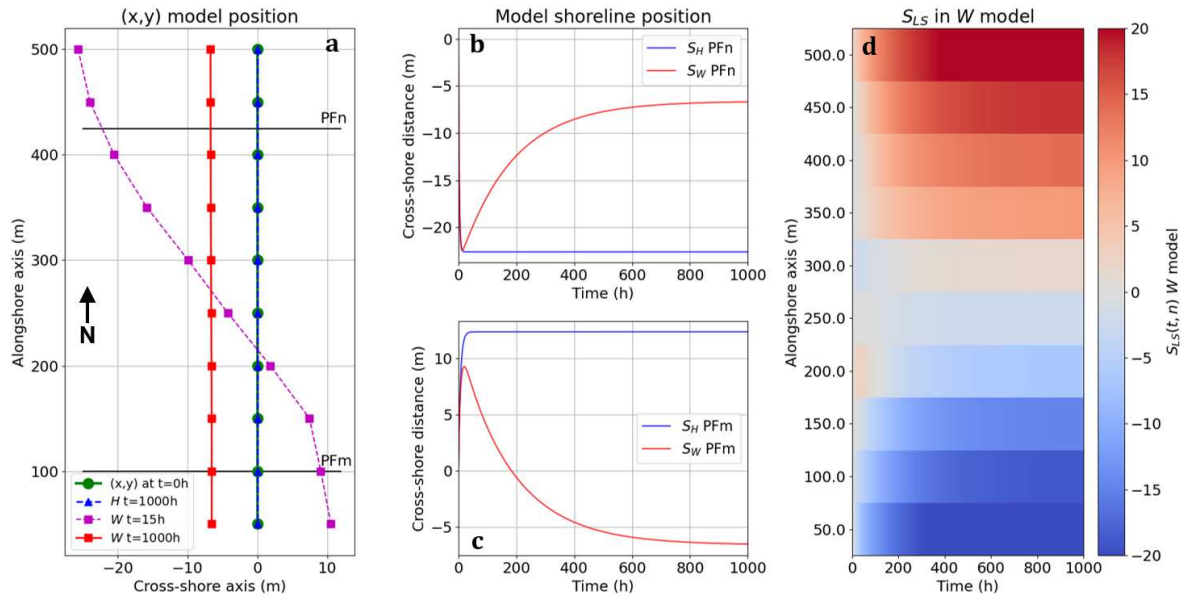 (x,y) model position
a
500
400
300
200
100
Alongshore axis (m)
PFn
PFm
N
(x,y) at t=0h
H t=1000h
W t=15h
W t=1000h
−20
−10
0
10
Cross-shore axis (m)
Model shoreline position
b
0
−5
−10
−15
−20
Cross-shore distance (m)
S_H PFn
S_W PFn
0
200
400
600
800
1000
Time (h)
10
5
0
−5
Cross-shore distance (m)
S_H PFm
S_W PFm
c
0
200
400
600
800
1000
Time (h)
S_LS in W model
d
500.0
450.0
400.0
350.0
300.0
250.0
200.0
150.0
100.0
50.0
Alongshore axis (m)
0
200
400
600
800
1000
Time (h)
20
15
10
5
0
−5
−10
−15
−20
S_LS(t, n) W model